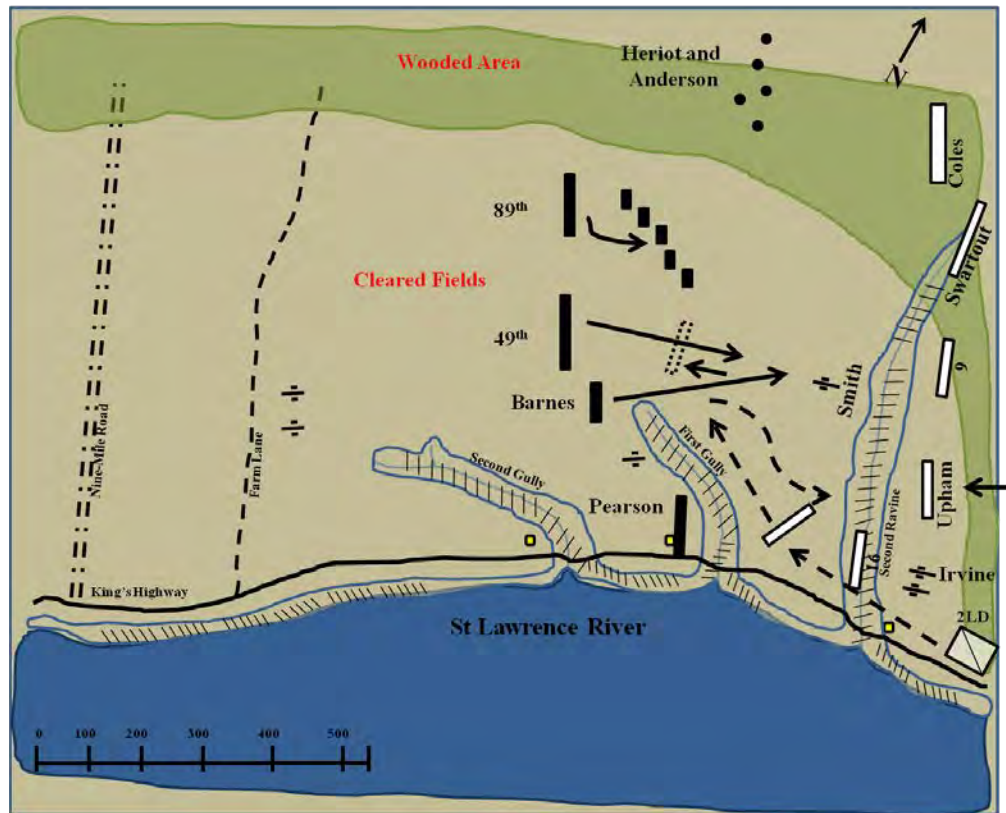 Wooded Area
Heriot and
Anderson
N
Coles
89th
Swartout
Cleared Fields
49th
9
Smith
Barnes
Nine-Mile Road
Farm Lane
First Gully
Second Gully
Upham
Pearson
Second Ravine
16
Irvine
King's Highway
2 LD
St Lawrence River
0 100 200 300 400 500